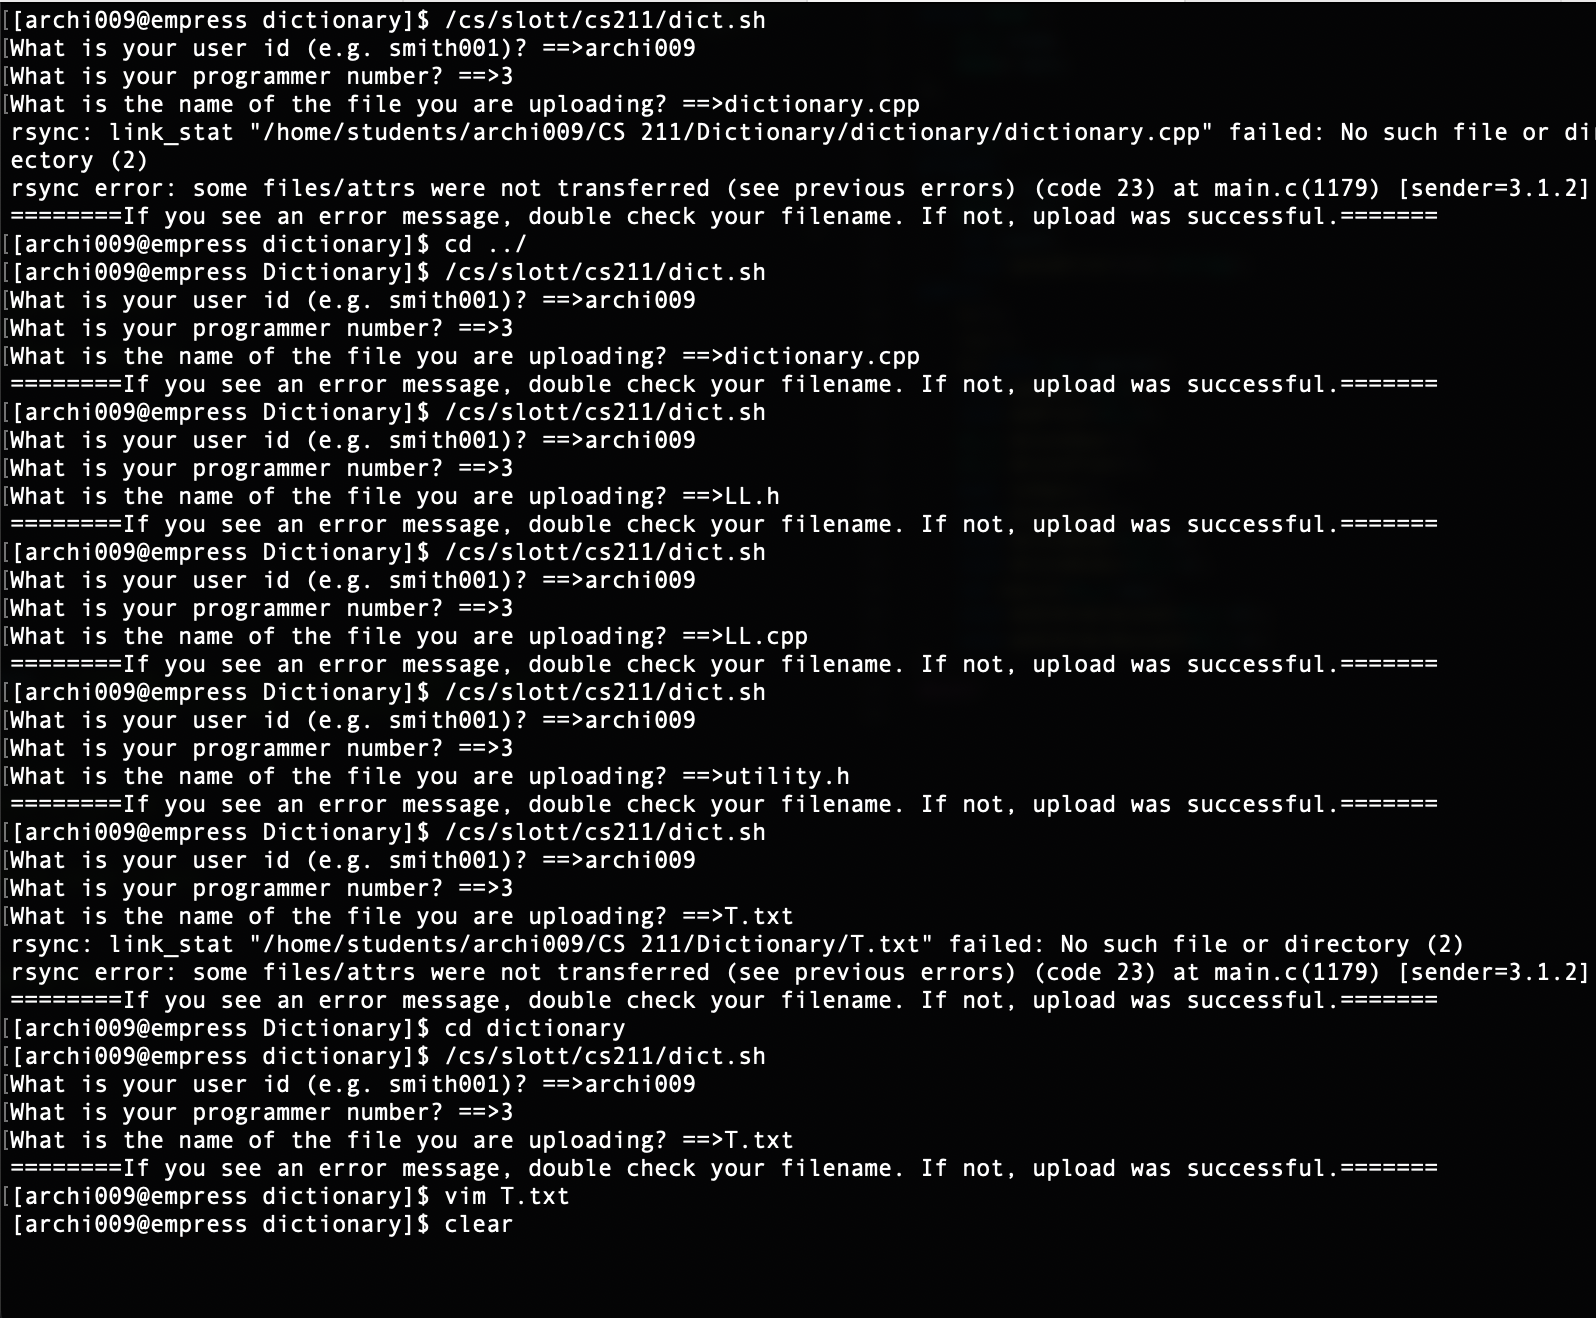 [[archi009@empress dictionary]$ /cs/slott/cs211/dict.sh
[What is your user id (e.g. smith001)? ==>archi009
[What is your programmer number? ==>3
[What is the name of the file you are uploading? ==>dictionary.cpp
rsync: link_stat "/home/students/archi009/CS 211/Dictionary/dictionary/dictionary.cpp" failed: No such file or dir
ectory (2)
rsync error: some files/attrs were not transferred (see previous errors) (code 23) at main.c(1179) [sender=3.1.2]
========If you see an error message, double check your filename. If not, upload was successful.=======
[[archi009@empress dictionary]$ cd ../
[[archi009@empress Dictionary]$ /cs/slott/cs211/dict.sh
[What is your user id (e.g. smith001)? ==>archi009
[What is your programmer number? ==>3
[What is the name of the file you are uploading? ==>dictionary.cpp
========If you see an error message, double check your filename. If not, upload was successful.=======
[[archi009@empress Dictionary]$ /cs/slott/cs211/dict.sh
[What is your user id (e.g. smith001)? ==>archi009
[What is your programmer number? ==>3
[What is the name of the file you are uploading? ==>LL.h
========If you see an error message, double check your filename. If not, upload was successful.=======
[[archi009@empress Dictionary]$ /cs/slott/cs211/dict.sh
[What is your user id (e.g. smith001)? ==>archi009
[What is your programmer number? ==>3
[What is the name of the file you are uploading? ==>LL.cpp
========If you see an error message, double check your filename. If not, upload was successful.=======
[[archi009@empress Dictionary]$ /cs/slott/cs211/dict.sh
[What is your user id (e.g. smith001)? ==>archi009
[What is your programmer number? ==>3
[What is the name of the file you are uploading? ==>utility.h
========If you see an error message, double check your filename. If not, upload was successful.=======
[[archi009@empress Dictionary]$ /cs/slott/cs211/dict.sh
[What is your user id (e.g. smith001)? ==>archi009
[What is your programmer number? ==>3
[What is the name of the file you are uploading? ==>T.txt
rsync: link_stat "/home/students/archi009/CS 211/Dictionary/T.txt" failed: No such file or directory (2)
rsync error: some files/attrs were not transferred (see previous errors) (code 23) at main.c(1179) [sender=3.1.2]
========If you see an error message, double check your filename. If not, upload was successful.=======
[[archi009@empress Dictionary]$ cd dictionary
[[archi009@empress dictionary]$ /cs/slott/cs211/dict.sh
[What is your user id (e.g. smith001)? ==>archi009
[What is your programmer number? ==>3
[What is the name of the file you are uploading? ==>T.txt
========If you see an error message, double check your filename. If not, upload was successful.=======
[[archi009@empress dictionary]$ vim T.txt
[archi009@empress dictionary]$ clear